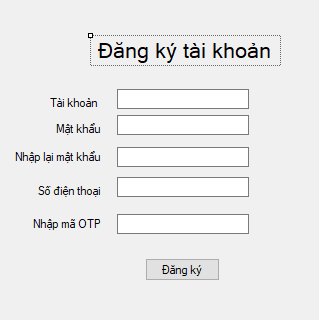 Đăng ký tài khoản
Tài khoản
Mật khẩu
Nhập lại mật khẩu
Số điện thoại
Nhập mã OTP
Đăng ký